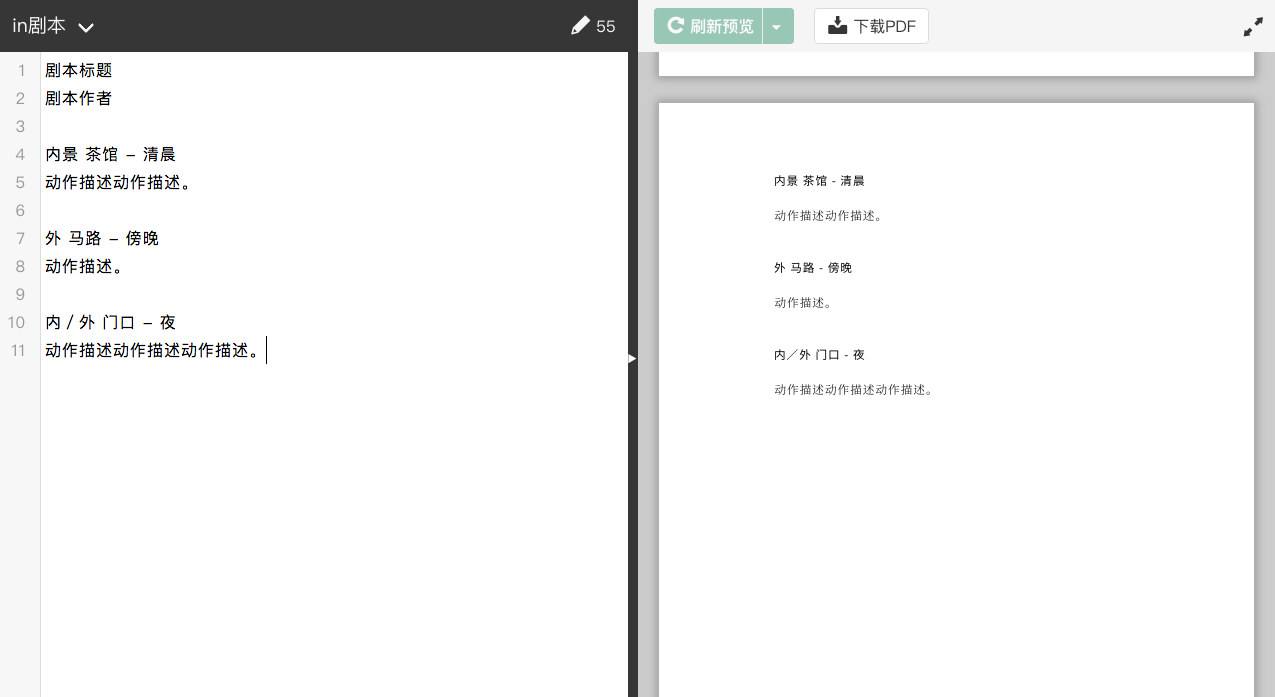 in剧本 55
1 剧本标题
2 剧本作者
3
4 内景 茶馆 – 清晨
5 动作描述动作描述。
6
7 外 马路 – 傍晚
8 动作描述。
9
10 内／外 门口 – 夜
11 动作描述动作描述动作描述。
刷新预览 下载PDF
内景 茶馆 - 清晨
动作描述动作描述。
外 马路 - 傍晚
动作描述。
内／外 门口 - 夜
动作描述动作描述动作描述。